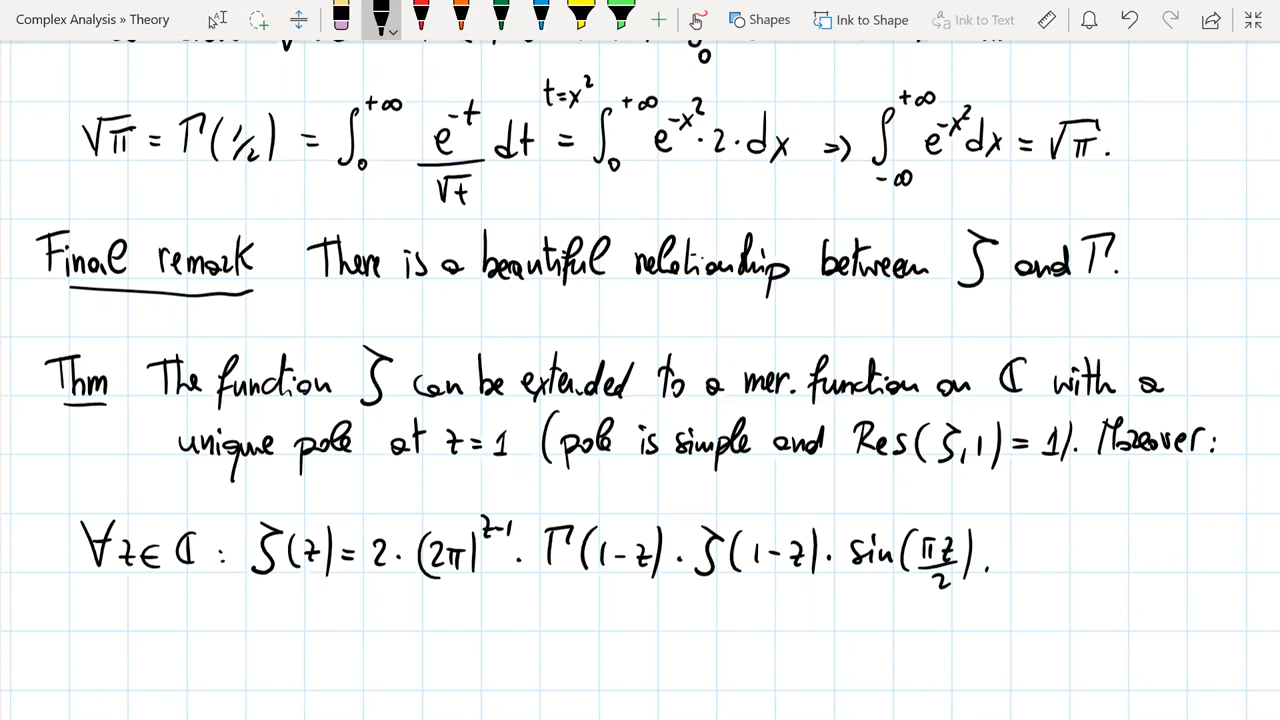 Complex Analysis » Theory
Shapes
Ink to Shape
Ink to Text
0
√π = Γ(1/2) = ∫₀^{+∞} e^{-t}/√t dt =^{t=x²} ∫₀^{+∞} e^{-x²}·2·dx ⇒ ∫_{-∞}^{+∞} e^{-x²}dx = √π.
Final remark There is a beautiful relationship between ζ and Γ.
Thm The function ζ can be extended to a mer. function on ℂ with a
unique pole at z=1 (pole is simple and Res(ζ,1)=1). Moreover:
∀z∈ℂ: ζ(z)=2·(2π)^{z-1}·Γ(1-z)·ζ(1-z)·sin(πz/2).